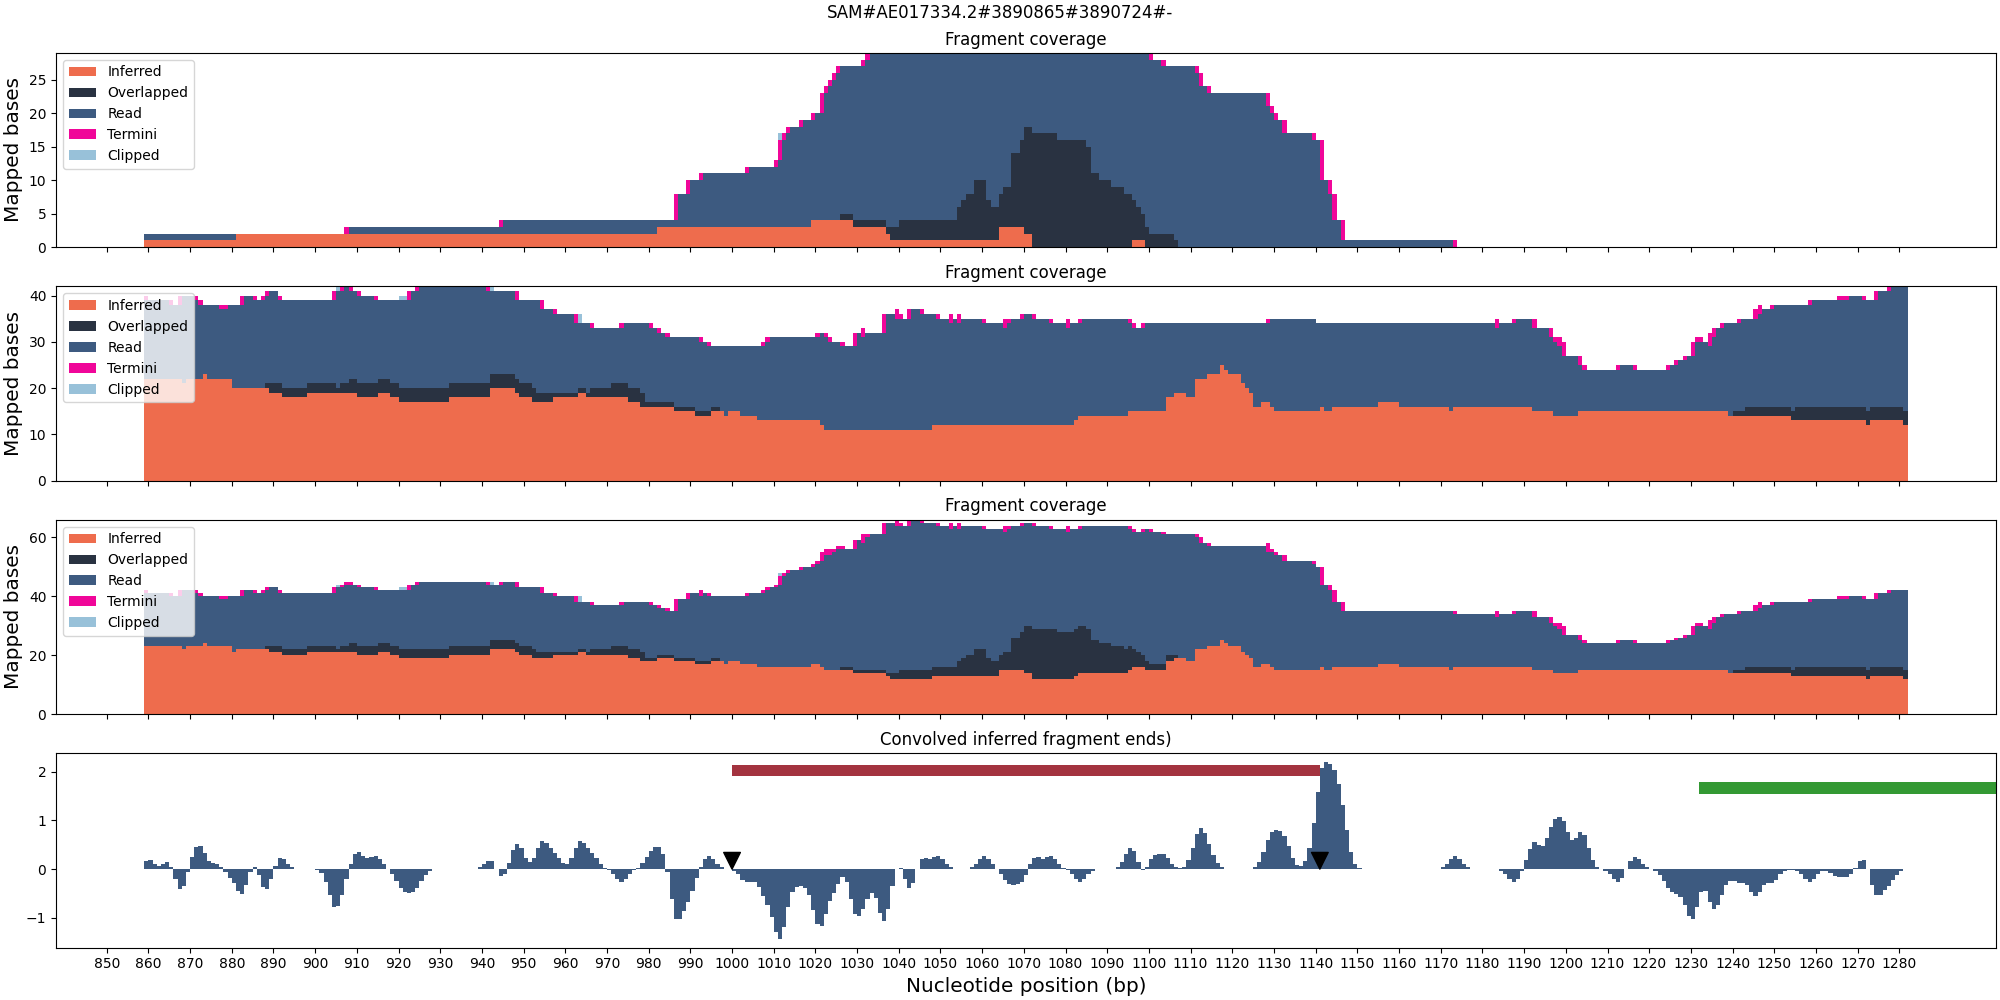 SAM#AE017334.2#3890865#3890724#-
Fragment coverage
Mapped bases
25
20
15
10
5
0
Inferred
Overlapped
Read
Termini
Clipped
Fragment coverage
Mapped bases
40
30
20
10
0
Inferred
Overlapped
Read
Termini
Clipped
Fragment coverage
Mapped bases
60
40
20
0
Inferred
Overlapped
Read
Termini
Clipped
Convolved inferred fragment ends)
2
1
0
−1
850 860 870 880 890 900 910 920 930 940 950 960 970 980 990 1000 1010 1020 1030 1040 1050 1060 1070 1080 1090 1100 1110 1120 1130 1140 1150 1160 1170 1180 1190 1200 1210 1220 1230 1240 1250 1260 1270 1280
Nucleotide position (bp)